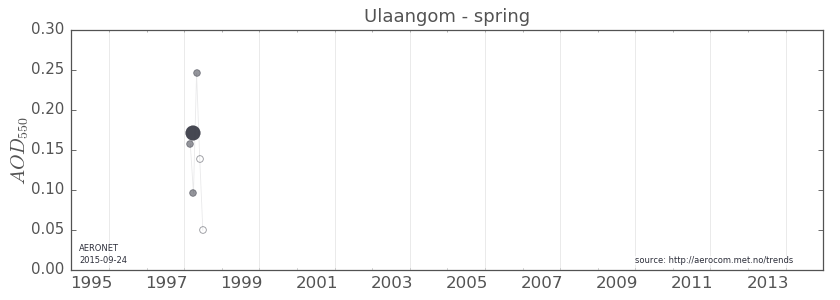 Ulaangom - spring
0.30
0.25
0.20
0.15
0.10
0.05
0.00
AOD550
AERONET
2015-09-24
source: http://aerocom.met.no/trends
1995 1997 1999 2001 2003 2005 2007 2009 2011 2013